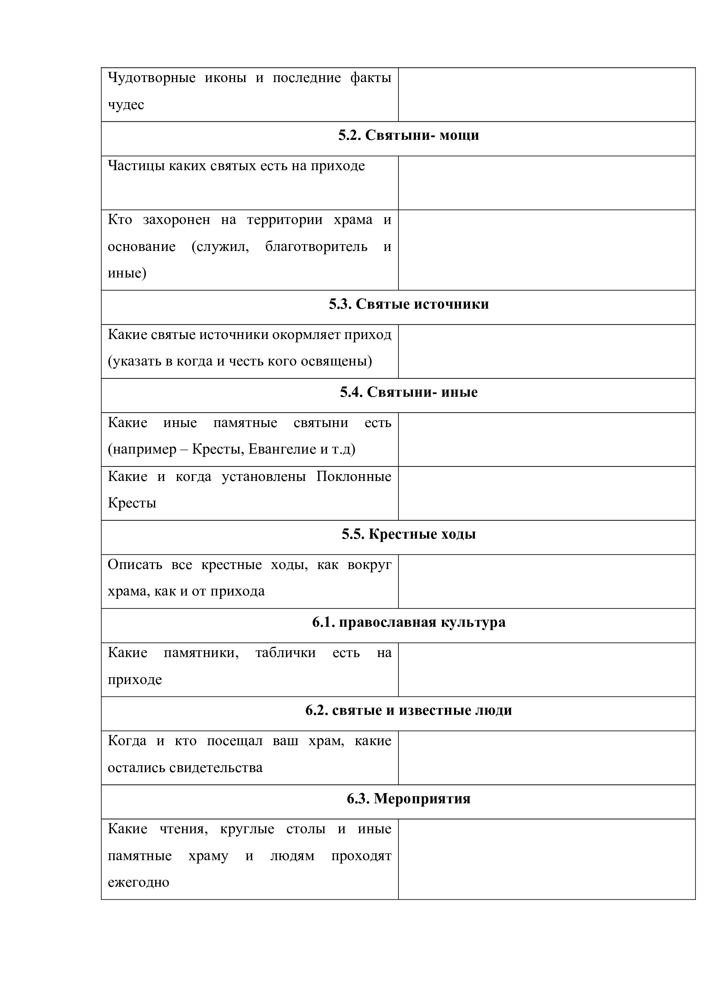 Чудотворные иконы и последние факты
чудес
5.2. Святыни- мощи
Частицы каких святых есть на приходе
Кто захоронен на территории храма и
основание (служил, благотворитель и
иные)
5.3. Святые источники
Какие святые источники окормляет приход
(указать в когда и честь кого освящены)
5.4. Святыни- иные
Какие иные памятные святыни есть
(например – Кресты, Евангелие и т.д)
Какие и когда установлены Поклонные
Кресты
5.5. Крестные ходы
Описать все крестные ходы, как вокруг
храма, как и от прихода
6.1. православная культура
Какие памятники, таблички есть на
приходе
6.2. святые и известные люди
Когда и кто посещал ваш храм, какие
остались свидетельства
6.3. Мероприятия
Какие чтения, круглые столы и иные
памятные храму и людям проходят
ежегодно